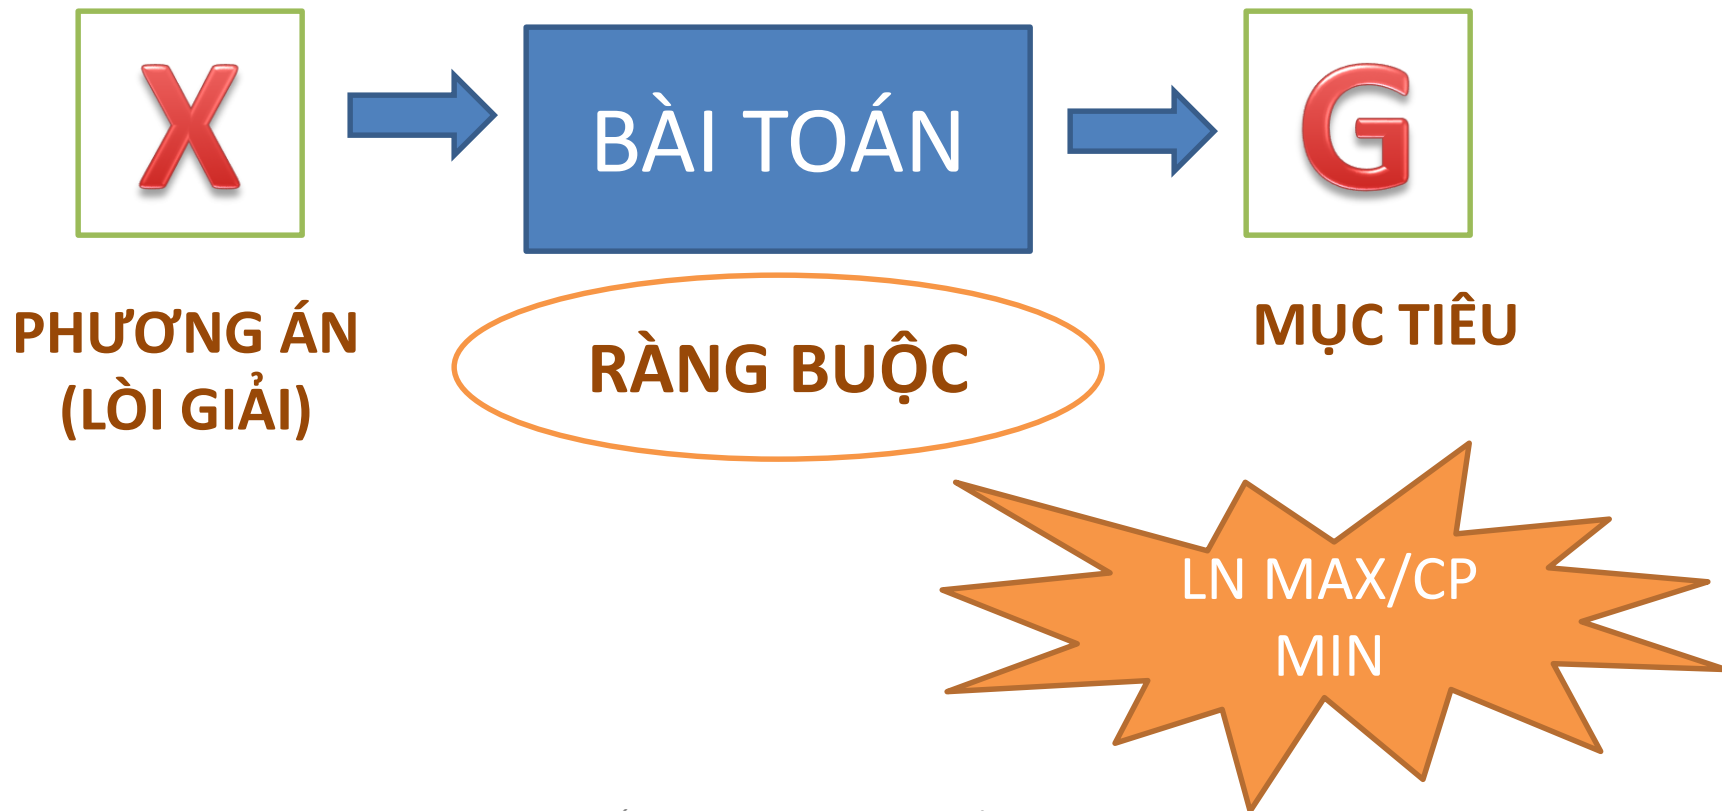 X
BÀI TOÁN
G
PHƯƠNG ÁN
(LÒI GIẢI)
RÀNG BUỘC
MỤC TIÊU
LN MAX/CP
MIN